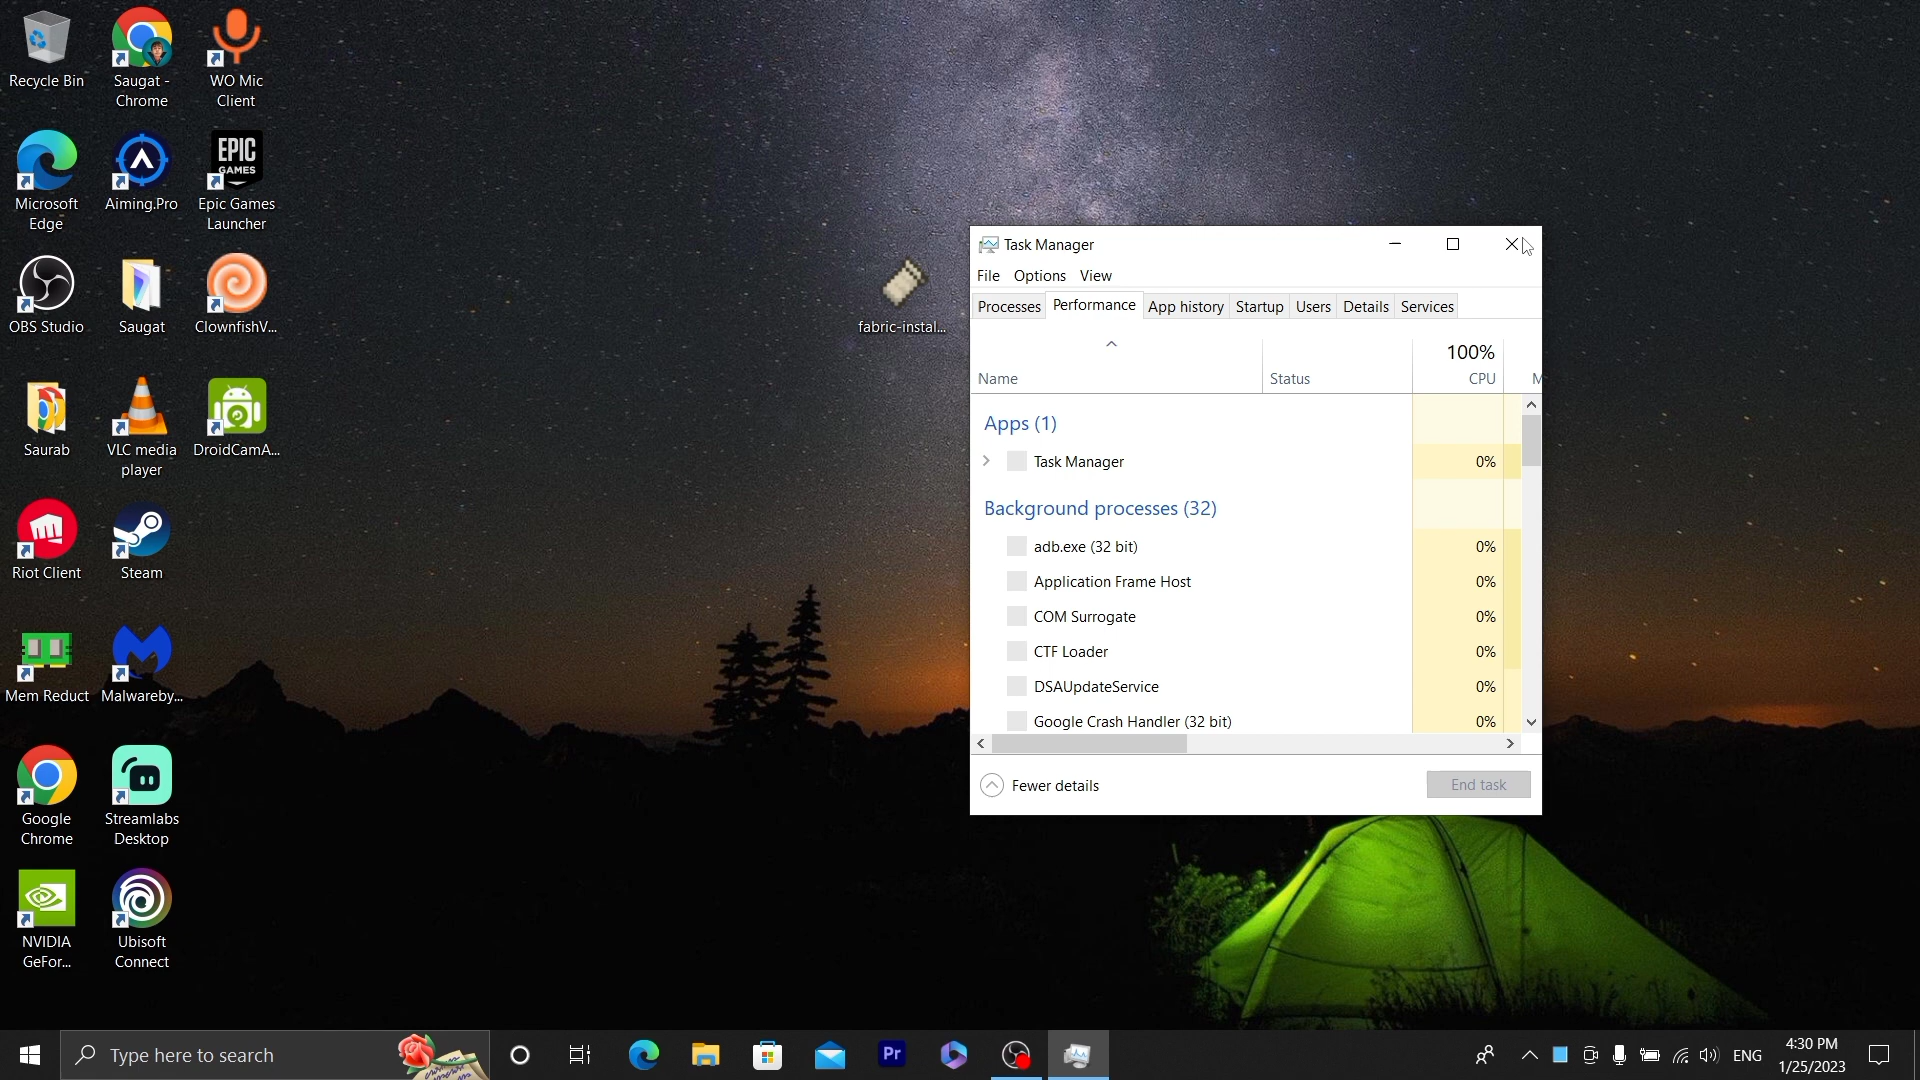 Recycle Bin
Saugat -
Chrome
WO Mic
Client
Microsoft
Edge
Aiming.Pro
EPIC
GAMES
Epic Games
Launcher
OBS Studio
Saugat
ClownfishV...
fabric-instal...
Saurab
VLC media
player
DroidCamA...
Riot Client
Steam
Mem Reduct
Malwareby...
Google
Chrome
Streamlabs
Desktop
NVIDIA
GeFor...
Ubisoft
Connect
Task Manager
File Options View
Processes Performance App history Startup Users Details Services
100%
Name Status CPU M
Apps (1)
Task Manager 0%
Background processes (32)
adb.exe (32 bit) 0%
Application Frame Host 0%
COM Surrogate 0%
CTF Loader 0%
DSAUpdateService 0%
Google Crash Handler (32 bit) 0%
Fewer details End task
Type here to search
Pr
ENG
4:30 PM
1/25/2023